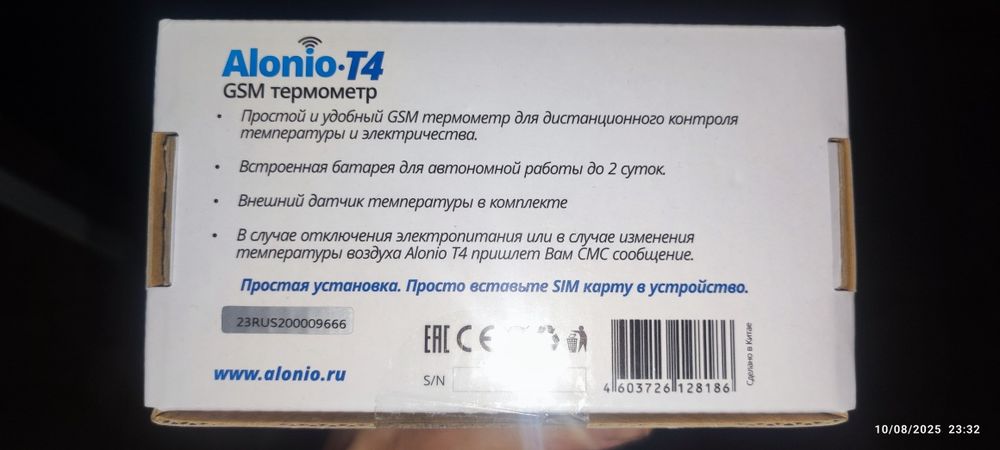 Alonio·T4
GSM термометр
• Простой и удобный GSM термометр для дистанционного контроля
температуры и электричества.
• Встроенная батарея для автономной работы до 2 суток.
• Внешний датчик температуры в комплекте
• В случае отключения электропитания или в случае изменения
температуры воздуха Alonio T4 пришлет Вам СМС сообщение.
Простая установка. Просто вставьте SIM карту в устройство.
23RUS200009666
EAC CE
www.alonio.ru
S/N
4 603726 128186
Сделано в Китае
10/08/2025 23:32